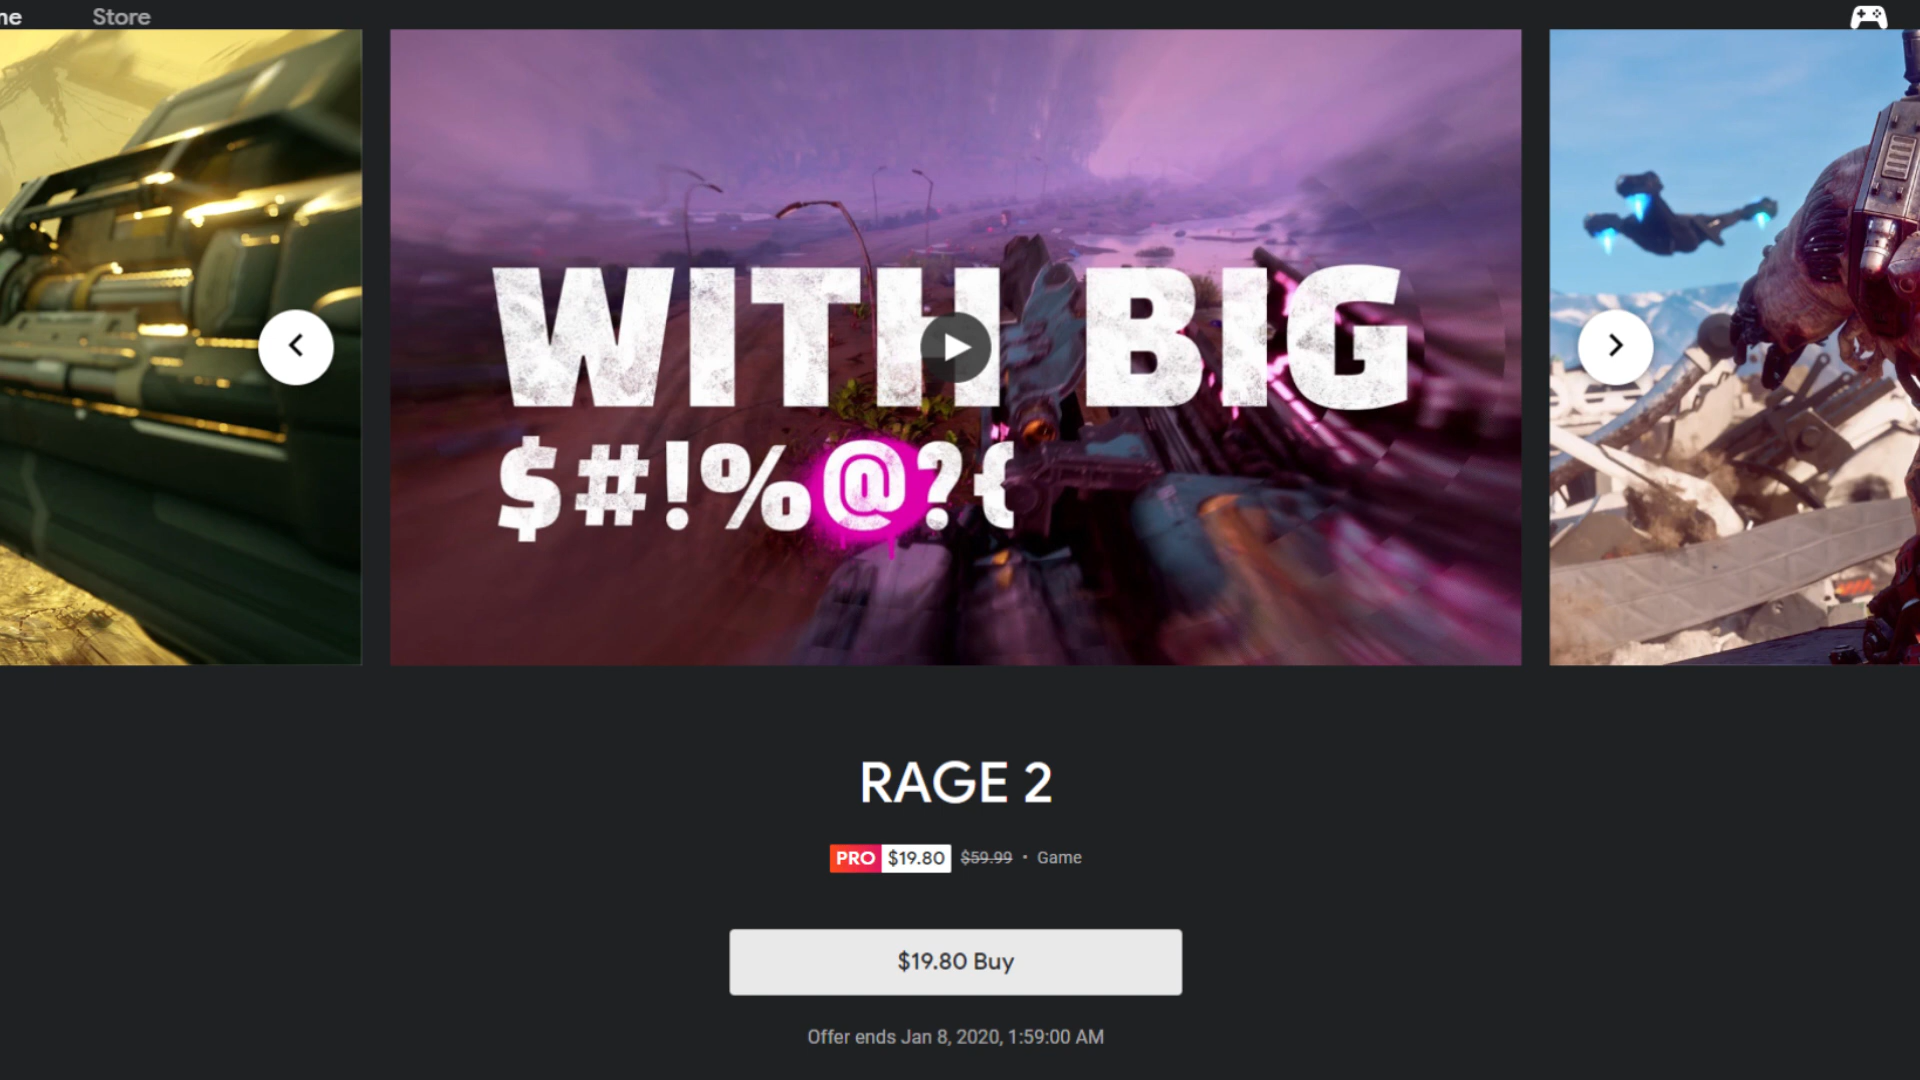 Store
WITH BIG
$#!%@?{
RAGE 2
PRO $19.80 $59.99 • Game
$19.80 Buy
Offer ends Jan 8, 2020, 1:59:00 AM